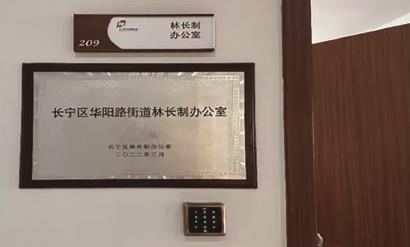 林长制
办公室
209
长宁区华阳路街道林长制办公室
长宁区林长制办公室
二〇二二年三月